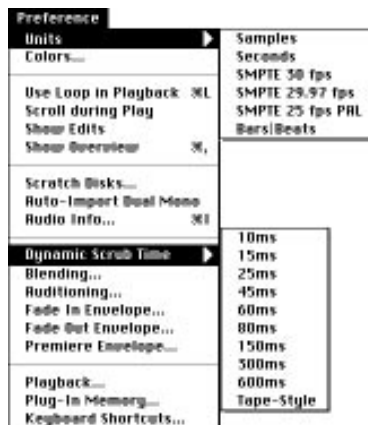 Preference
Units
Colors...
Use Loop in Playback ⌘L
Scroll during Play
Show Edits
Show Overview ⌘,
Scratch Disks...
Auto-Import Dual Mono
Audio Info... ⌘I
Dynamic Scrub Time
Blending...
Auditioning...
Fade In Envelope...
Fade Out Envelope...
Premiere Envelope...
Playback...
Plug-In Memory...
Keyboard Shortcuts...
Samples
Seconds
SMPTE 30 fps
SMPTE 29.97 fps
SMPTE 25 fps PAL
Bars|Beats
10ms
15ms
25ms
45ms
60ms
80ms
150ms
300ms
600ms
Tape-Style